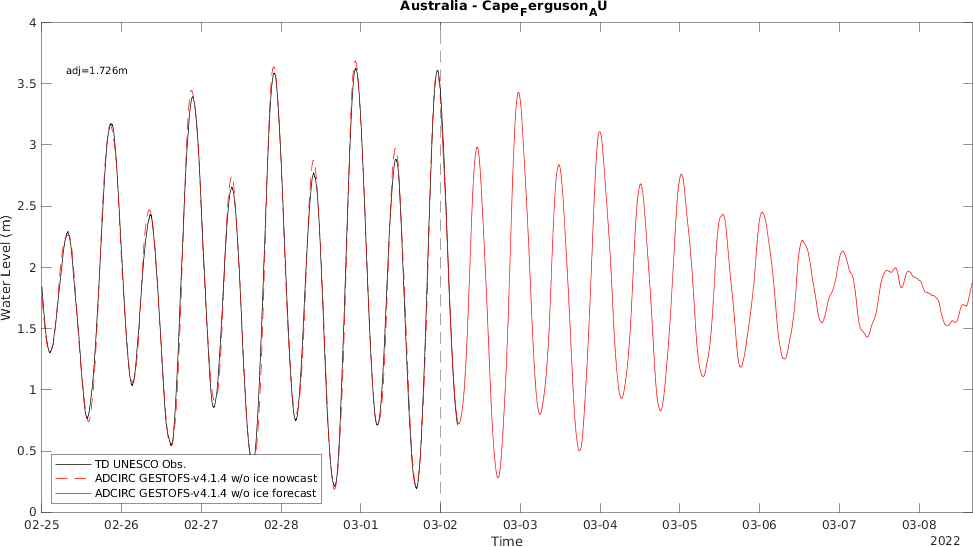 Australia - Cape_Ferguson_AU
4
adj=1.726m
3.5
3
2.5
2
1.5
1
0.5
0
Water Level (m)
TD UNESCO Obs.
ADCIRC GESTOFS-v4.1.4 w/o ice nowcast
ADCIRC GESTOFS-v4.1.4 w/o ice forecast
02-25 02-26 02-27 02-28 03-01 03-02 03-03 03-04 03-05 03-06 03-07 03-08
Time
2022